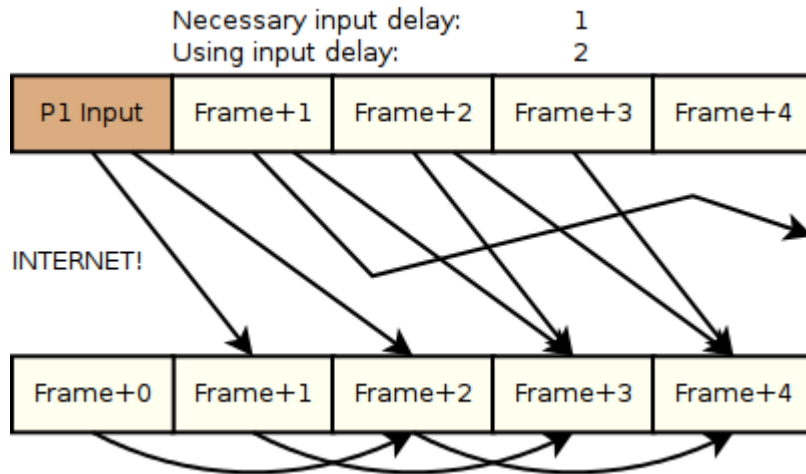 Necessary input delay: 1
Using input delay: 2
P1 Input Frame+1 Frame+2 Frame+3 Frame+4
INTERNET!
Frame+0 Frame+1 Frame+2 Frame+3 Frame+4